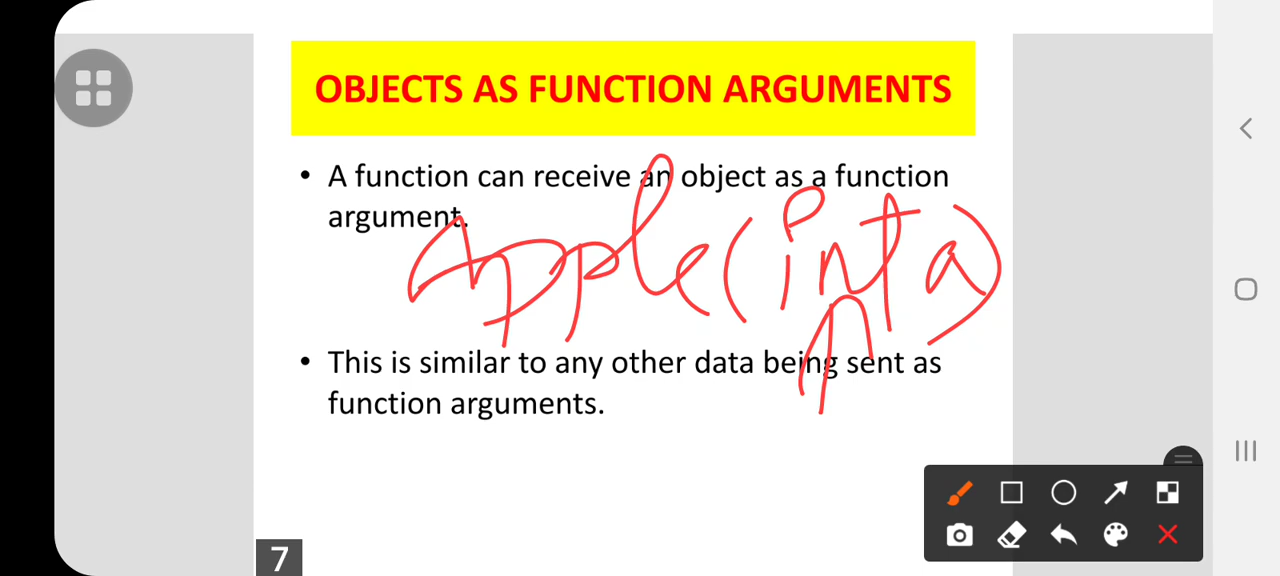 OBJECTS AS FUNCTION ARGUMENTS
• A function can receive an object as a function
argument.
Apple(int a)
• This is similar to any other data being sent as
function arguments.
7